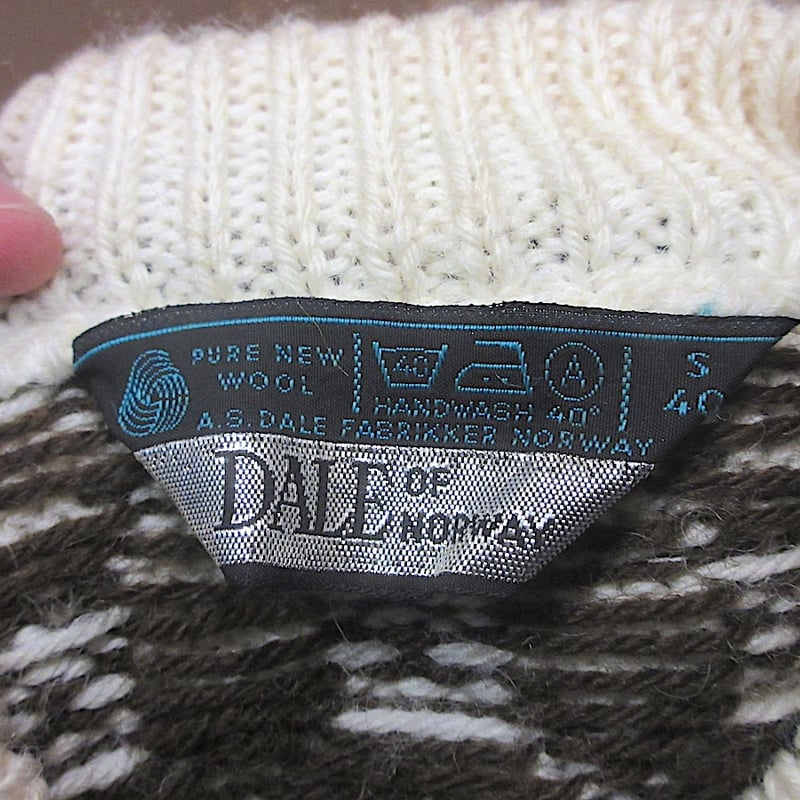 PURE NEW WOOL
40
A
HANDWASH 40°
S
40
A.S. DALE FABRIKKER NORWAY
DALE OF NORWAY